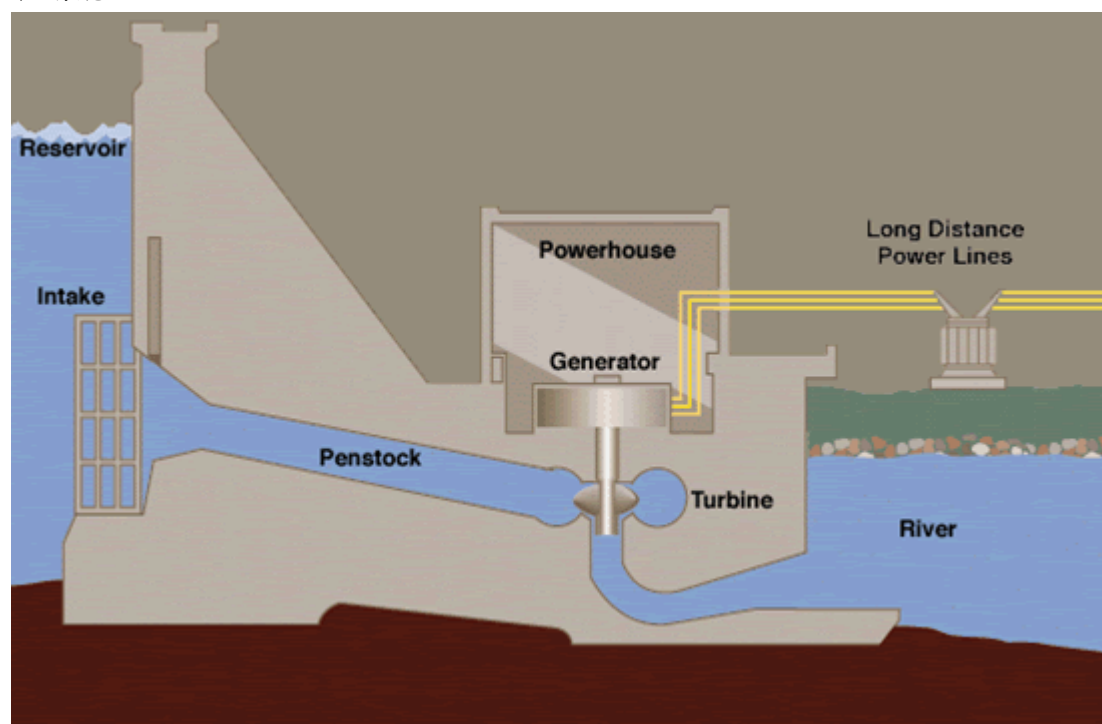 Reservoir
Intake
Penstock
Powerhouse
Generator
Turbine
Long Distance
Power Lines
River